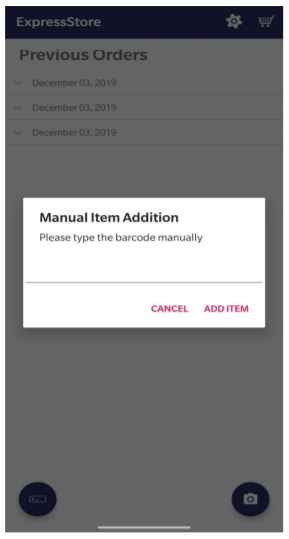 ExpressStore
Previous Orders
December 03, 2019
December 03, 2019
December 03, 2019
Manual Item Addition
Please type the barcode manually
CANCEL ADD ITEM